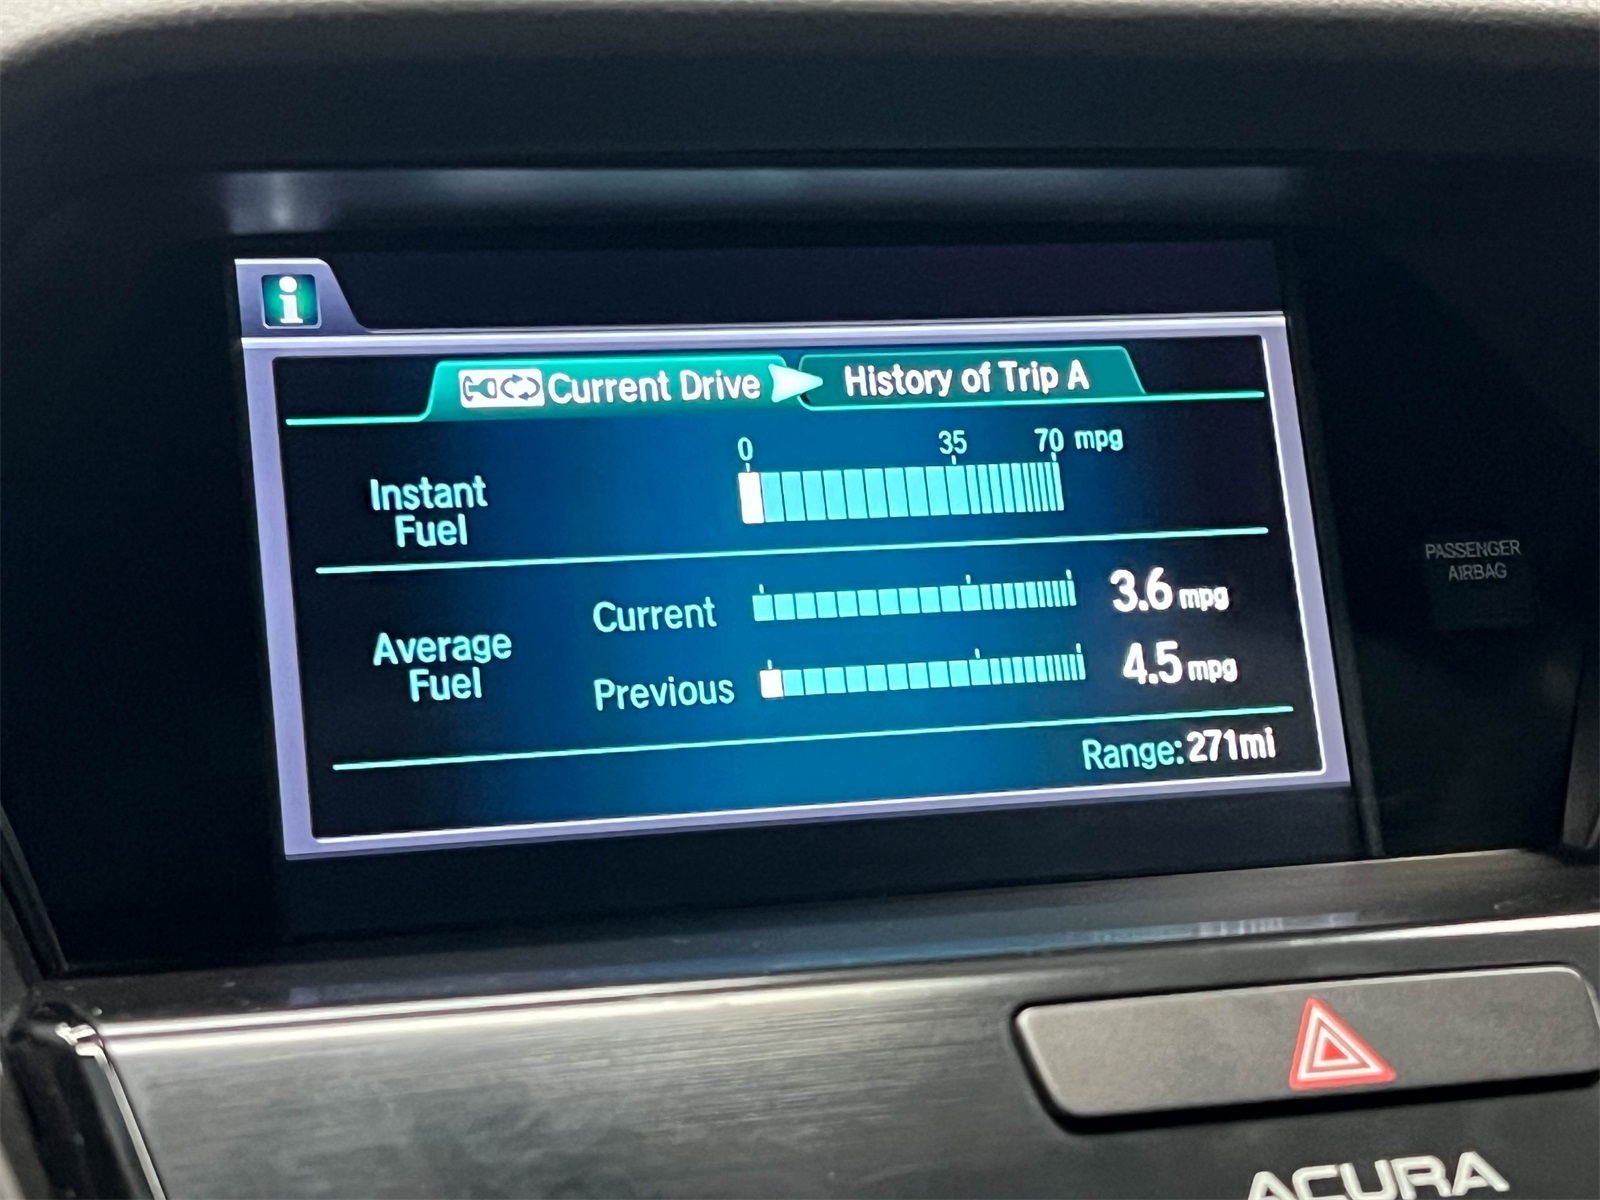 i
Current Drive
History of Trip A
0 35 70 mpg
Instant
Fuel
Current 3.6 mpg
Average
Fuel
Previous 4.5 mpg
Range: 271mi
PASSENGER
AIRBAG
ACURA